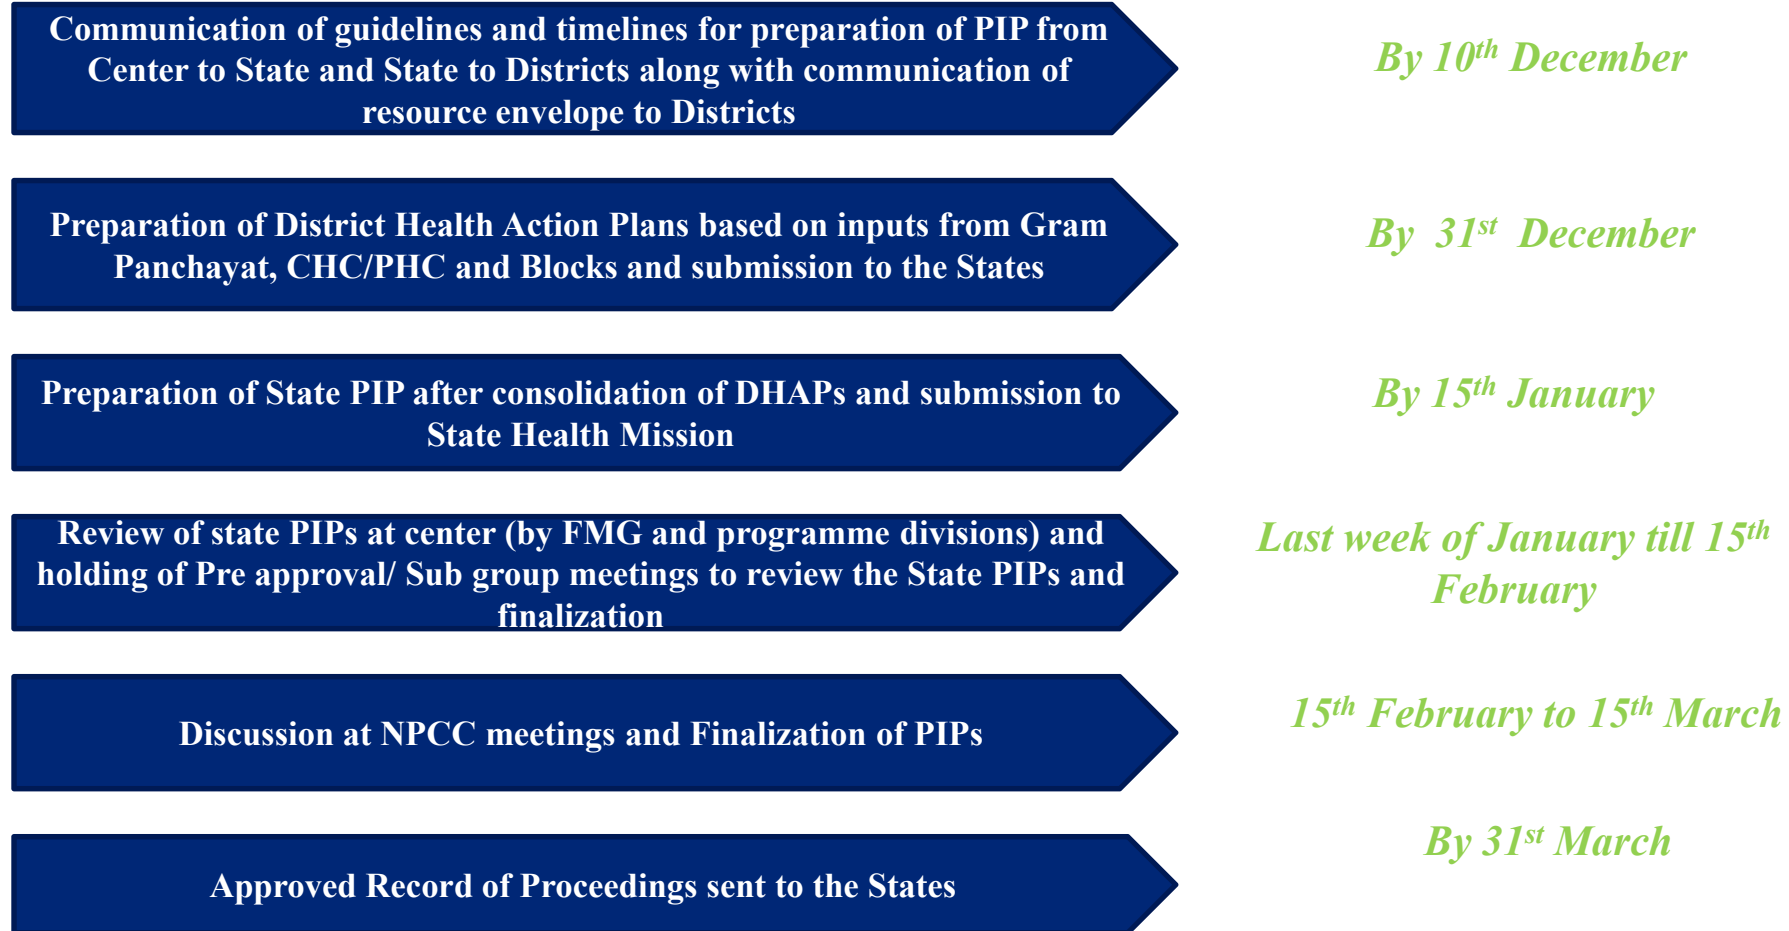 Communication of guidelines and timelines for preparation of PIP from
Center to State and State to Districts along with communication of
resource envelope to Districts
By 10th December
Preparation of District Health Action Plans based on inputs from Gram
Panchayat, CHC/PHC and Blocks and submission to the States
By 31st December
Preparation of State PIP after consolidation of DHAPs and submission to
State Health Mission
By 15th January
Review of state PIPs at center (by FMG and programme divisions) and
holding of Pre approval/ Sub group meetings to review the State PIPs and
finalization
Last week of January till 15th
February
Discussion at NPCC meetings and Finalization of PIPs
15th February to 15th March
Approved Record of Proceedings sent to the States
By 31st March